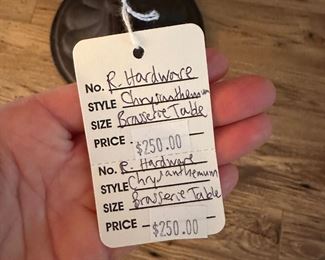 No. R. Hardware
STYLE Chrysanthemum
SIZE Brasserie Table
PRICE - $250.00 -
No. R. Hardware
STYLE Chrysanthemum
SIZE Brasserie Table
PRICE - $250.00 -